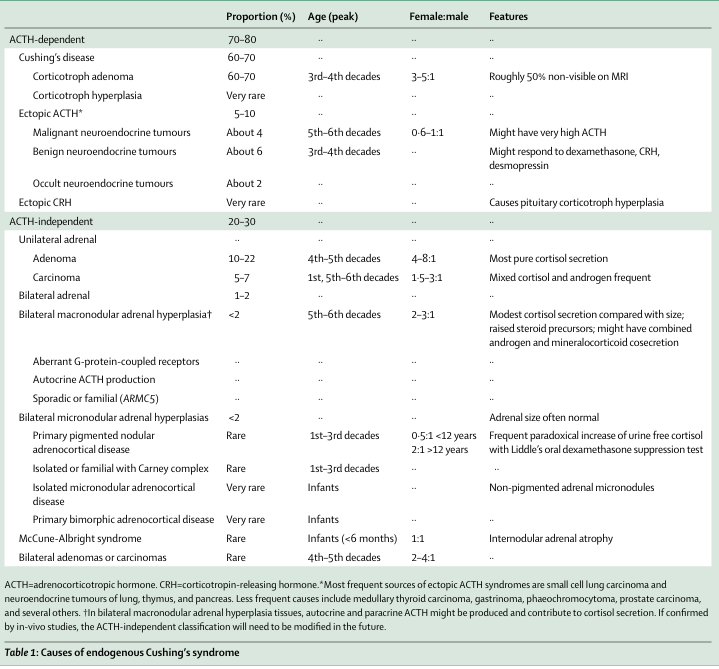 Proportion (%) Age (peak) Female:male Features
ACTH-dependent 70–80 ·· ·· ··
Cushing's disease 60–70 ·· ·· ··
Corticotroph adenoma 60–70 3rd–4th decades 3–5:1 Roughly 50% non-visible on MRI
Corticotroph hyperplasia Very rare ·· ·· ··
Ectopic ACTH* 5–10 ·· ·· ··
Malignant neuroendocrine tumours About 4 5th–6th decades 0·6–1:1 Might have very high ACTH
Benign neuroendocrine tumours About 6 3rd–4th decades ·· Might respond to dexamethasone, CRH,
desmopressin
Occult neuroendocrine tumours About 2 ·· ·· ··
Ectopic CRH Very rare ·· ·· Causes pituitary corticotroph hyperplasia
ACTH-independent 20–30 ·· ·· ··
Unilateral adrenal ·· ·· ·· ··
Adenoma 10–22 4th–5th decades 4–8:1 Most pure cortisol secretion
Carcinoma 5–7 1st, 5th–6th decades 1·5–3:1 Mixed cortisol and androgen frequent
Bilateral adrenal 1–2 ·· ·· ··
Bilateral macronodular adrenal hyperplasia† <2 5th–6th decades 2–3:1 Modest cortisol secretion compared with size;
raised steroid precursors; might have combined
androgen and mineralocorticoid cosecretion
Aberrant G-protein-coupled receptors ·· ·· ·· ··
Autocrine ACTH production ·· ·· ·· ··
Sporadic or familial (ARMC5) ·· ·· ·· ··
Bilateral micronodular adrenal hyperplasias <2 ·· ·· Adrenal size often normal
Primary pigmented nodular Rare 1st–3rd decades 0·5:1 <12 years Frequent paradoxical increase of urine free cortisol
adrenocortical disease 2:1 >12 years with Liddle's oral dexamethasone suppression test
Isolated or familial with Carney complex Rare 1st–3rd decades ·· ··
Isolated micronodular adrenocortical Very rare Infants ·· Non-pigmented adrenal micronodules
disease
Primary bimorphic adrenocortical disease Very rare Infants ·· ··
McCune-Albright syndrome Rare Infants (<6 months) 1:1 Internodular adrenal atrophy
Bilateral adenomas or carcinomas Rare 4th–5th decades 2–4:1 ··
ACTH=adrenocorticotropic hormone. CRH=corticotropin-releasing hormone.*Most frequent sources of ectopic ACTH syndromes are small cell lung carcinoma and
neuroendocrine tumours of lung, thymus, and pancreas. Less frequent causes include medullary thyroid carcinoma, gastrinoma, phaeochromocytoma, prostate carcinoma,
and several others. †In bilateral macronodular adrenal hyperplasia tissues, autocrine and paracrine ACTH might be produced and contribute to cortisol secretion. If confirmed
by in-vivo studies, the ACTH-independent classification will need to be modified in the future.
Table 1: Causes of endogenous Cushing's syndrome